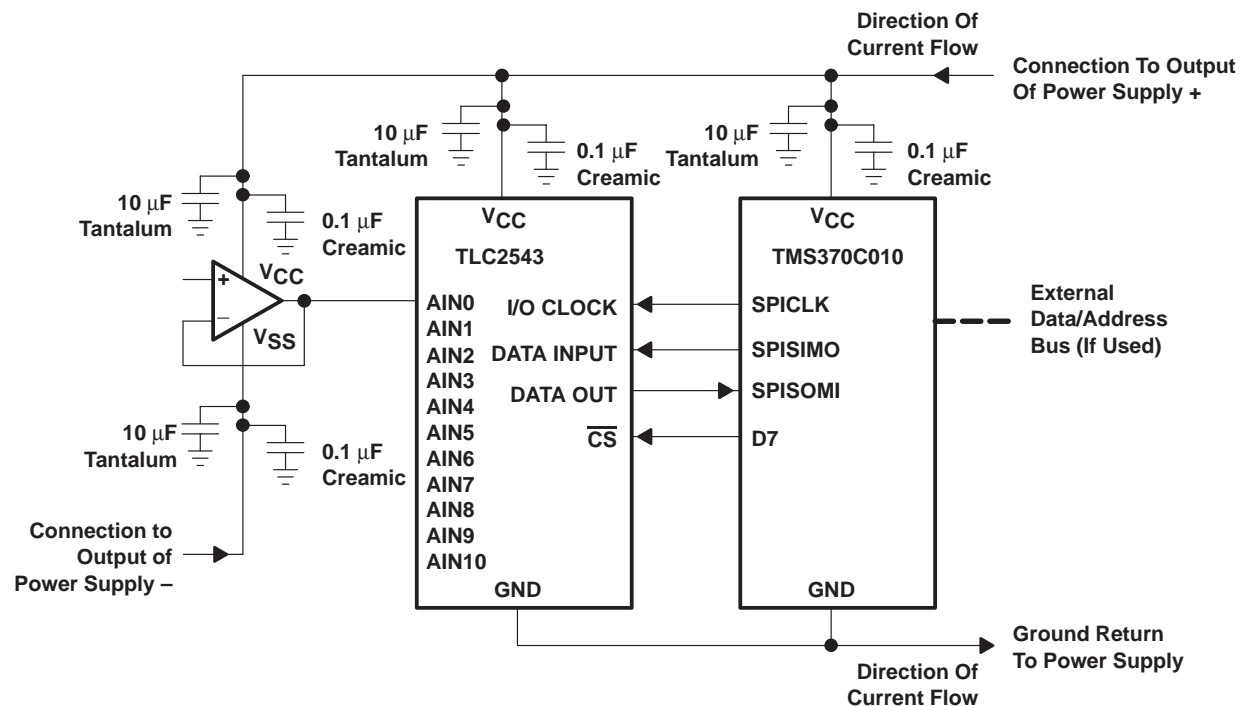 Direction Of
Current Flow
Connection To Output
Of Power Supply +
10 μF
Tantalum
0.1 μF
Creamic
10 μF
Tantalum
0.1 μF
Creamic
10 μF
Tantalum
0.1 μF
Creamic
VCC
TLC2543
VCC
TMS370C010
+
VCC
–
VSS
AIN0
AIN1
AIN2
AIN3
AIN4
AIN5
AIN6
AIN7
AIN8
AIN9
AIN10
I/O CLOCK
DATA INPUT
DATA OUT
CS
SPICLK
SPISIMO
SPISOMI
D7
External
Data/Address
Bus (If Used)
10 μF
Tantalum
0.1 μF
Creamic
Connection to
Output of
Power Supply –
GND
GND
Ground Return
To Power Supply
Direction Of
Current Flow